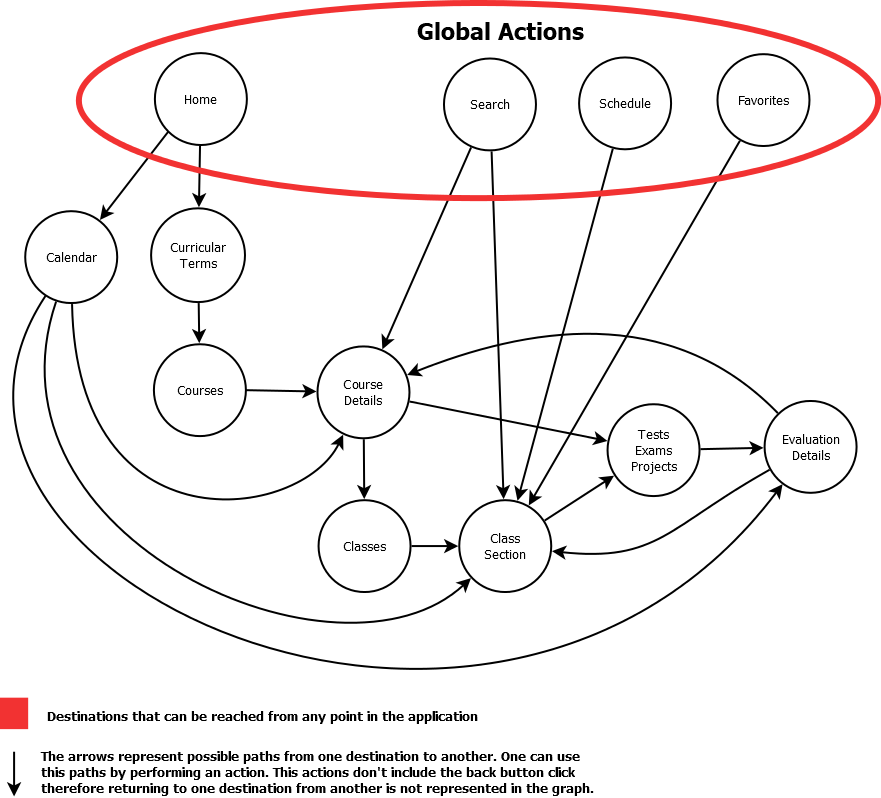 Global Actions
Home
Search
Schedule
Favorites
Calendar
Curricular
Terms
Courses
Course
Details
Tests
Exams
Projects
Evaluation
Details
Classes
Class
Section
Destinations that can be reached from any point in the application
The arrows represent possible paths from one destination to another. One can use
this paths by performing an action. This actions don't include the back button click
therefore returning to one destination from another is not represented in the graph.